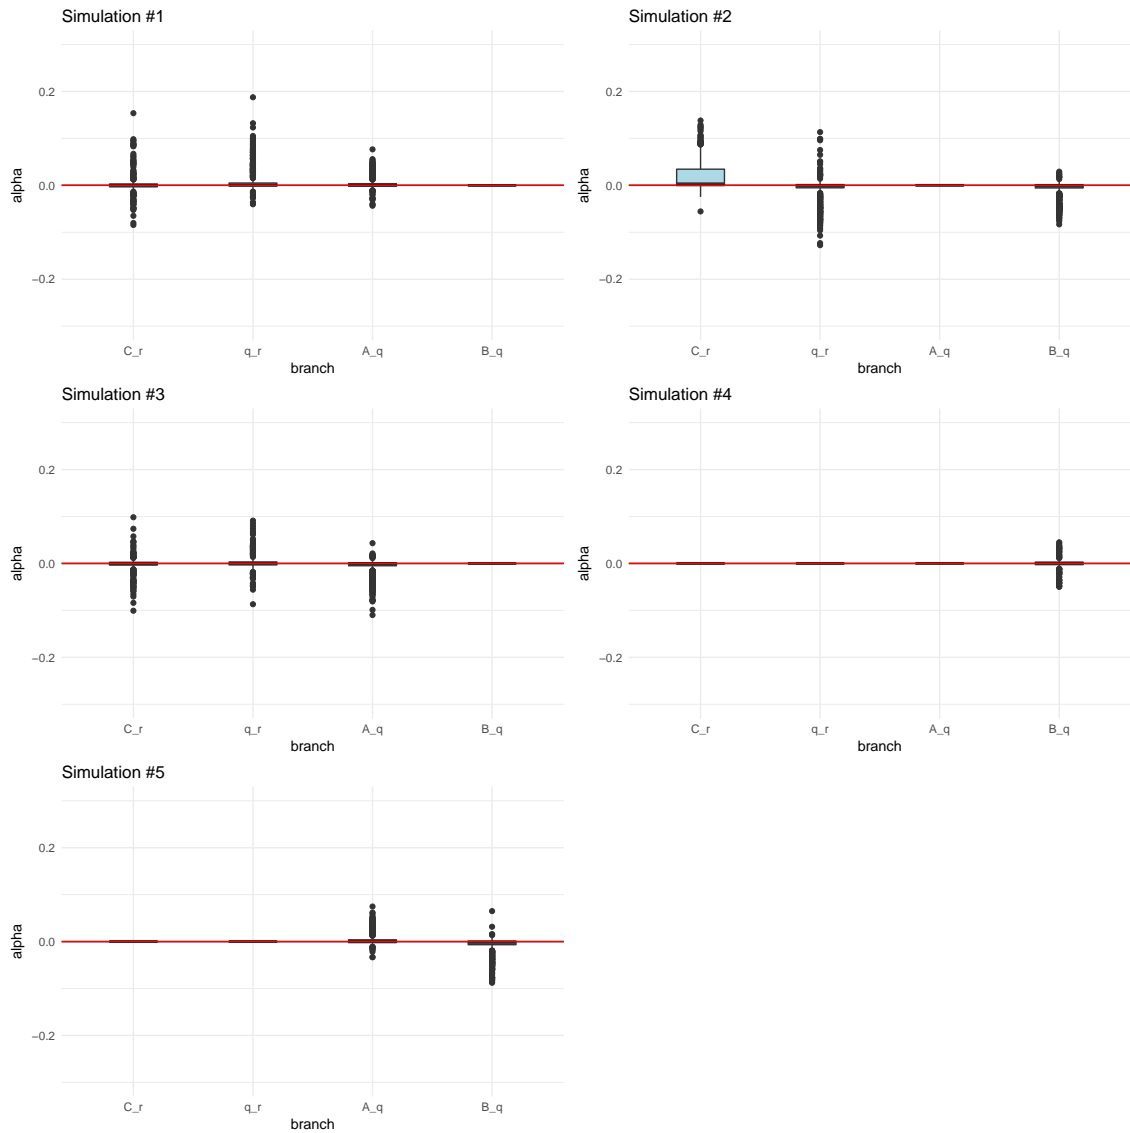 Simulation #1
0.2
0.0
−0.2
alpha
C_r q_r A_q B_q
branch
Simulation #2
0.2
0.0
−0.2
alpha
C_r q_r A_q B_q
branch
Simulation #3
0.2
0.0
−0.2
alpha
C_r q_r A_q B_q
branch
Simulation #4
0.2
0.0
−0.2
alpha
C_r q_r A_q B_q
branch
Simulation #5
0.2
0.0
−0.2
alpha
C_r q_r A_q B_q
branch